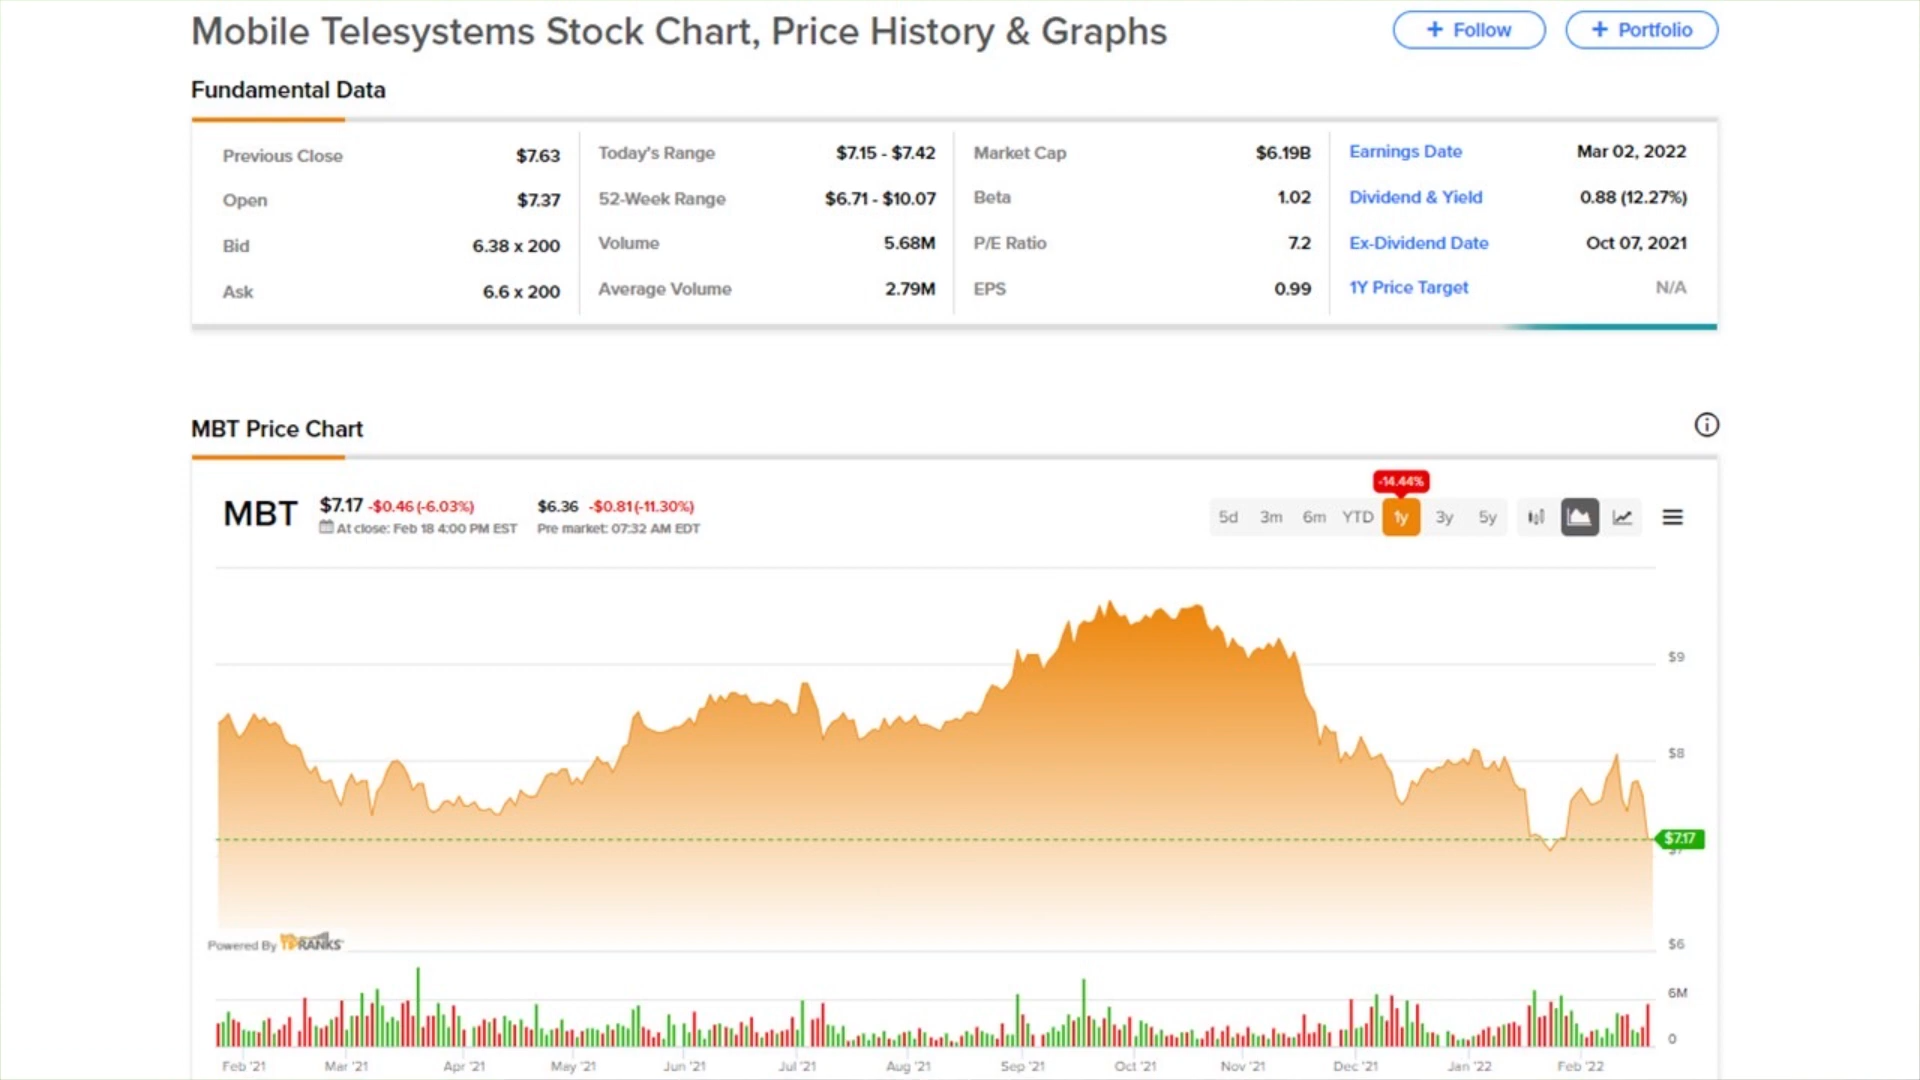 Mobile Telesystems Stock Chart, Price History & Graphs
+ Follow
+ Portfolio
Fundamental Data
Previous Close $7.63
Open $7.37
Bid 6.38 x 200
Ask 6.6 x 200
Today's Range $7.15 - $7.42
52-Week Range $6.71 - $10.07
Volume 5.68M
Average Volume 2.79M
Market Cap $6.19B
Beta 1.02
P/E Ratio 7.2
EPS 0.99
Earnings Date Mar 02, 2022
Dividend & Yield 0.88 (12.27%)
Ex-Dividend Date Oct 07, 2021
1Y Price Target N/A
MBT Price Chart
MBT
$7.17 -$0.46 (-6.03%)
At close: Feb 18 4:00 PM EST
$6.36 -$0.81 (-11.30%)
Pre market: 07:32 AM EDT
-14.44%
5d 3m 6m YTD 1y 3y 5y
$9
$8
$7.17
$7
$6
Powered By TIPRANKS
6M
0
Feb '21 Mar '21 Apr '21 May '21 Jun '21 Jul '21 Aug '21 Sep '21 Oct '21 Nov '21 Dec '21 Jan '22 Feb '22